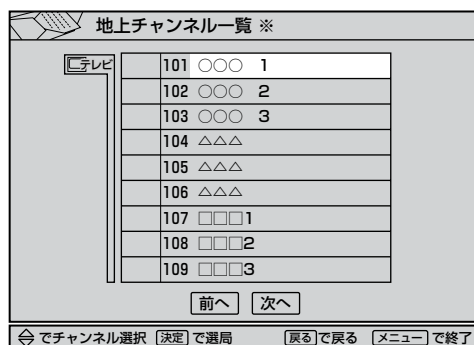 地上チャンネル一覧 ※
テレビ
101 ○○○ 1
102 ○○○ 2
103 ○○○ 3
104 △△△
105 △△△
106 △△△
107 □□□1
108 □□□2
109 □□□3
前へ 次へ
でチャンネル選択 決定 で選局 戻る で戻る メニュー で終了